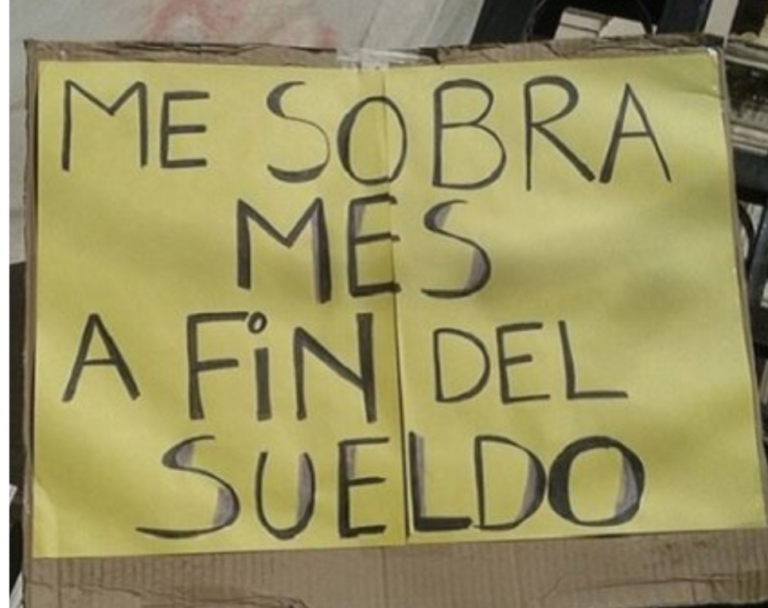 ME SOBRA
MES
A FiN DEL
SUELDO